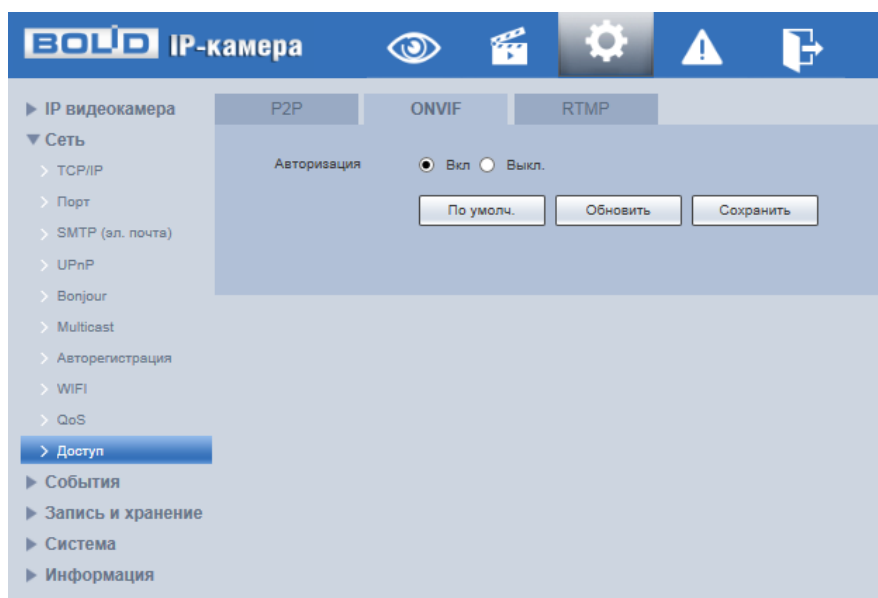 BOLID IP-камера
IP видеокамера
Сеть
TCP/IP
Порт
SMTP (эл. почта)
UPnP
Bonjour
Multicast
Авторегистрация
WIFI
QoS
Доступ
События
Запись и хранение
Система
Информация
P2P ONVIF RTMP
Авторизация Вкл Выкл.
По умолч. Обновить Сохранить